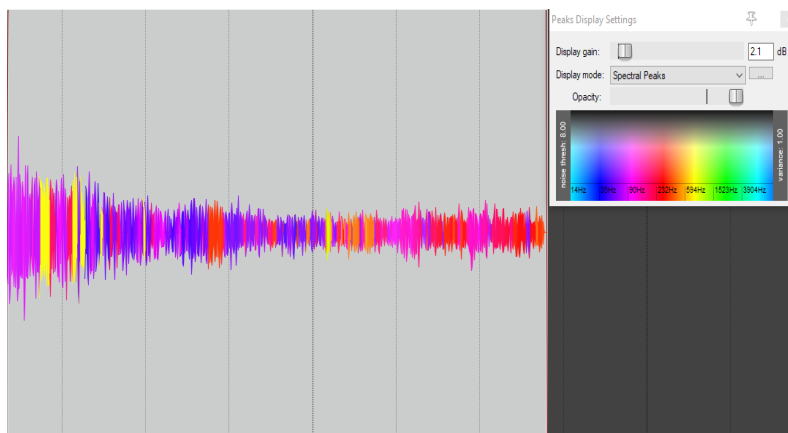 Peaks Display Settings
Display gain: 2.1 dB
Display mode: Spectral Peaks ...
Opacity:
noise thresh: 8.00
variance: 1.00
14Hz 90Hz 232Hz 594Hz 1523Hz 3904Hz